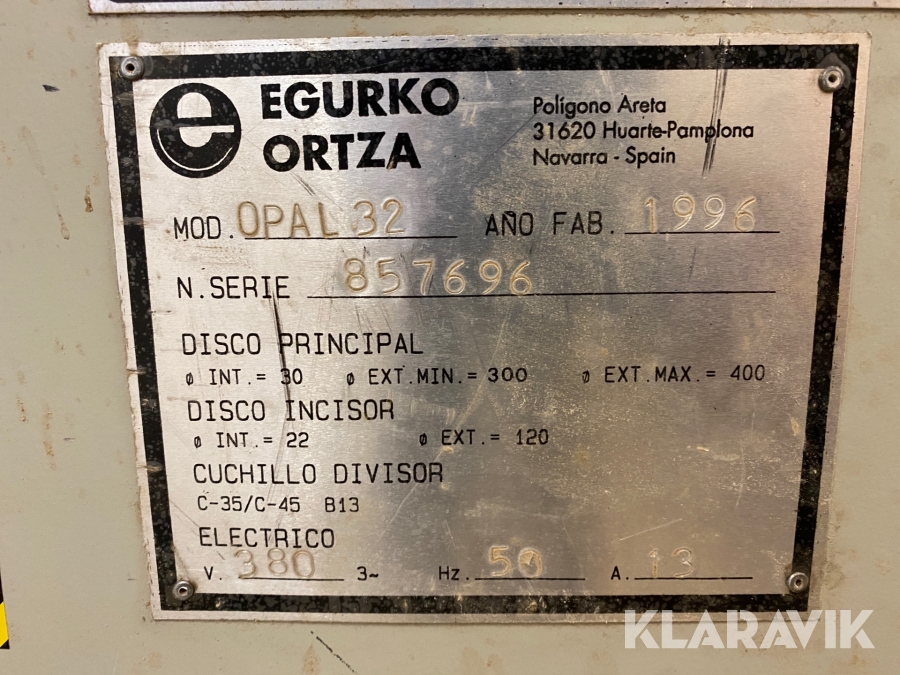 e EGURKO
ORTZA
Polígono Areta
31620 Huarte-Pamplona
Navarra - Spain
MOD. OPAL 32 AÑO FAB. 1996
N. SERIE 857696
DISCO PRINCIPAL
ø INT. = 30 ø EXT.MIN. = 300 ø EXT.MAX. = 400
DISCO INCISOR
ø INT. = 22 ø EXT. = 120
CUCHILLO DIVISOR
C-35/C-45 B13
ELECTRICO
V. 380 3~ Hz. 50 A. 13
KLARAVIK